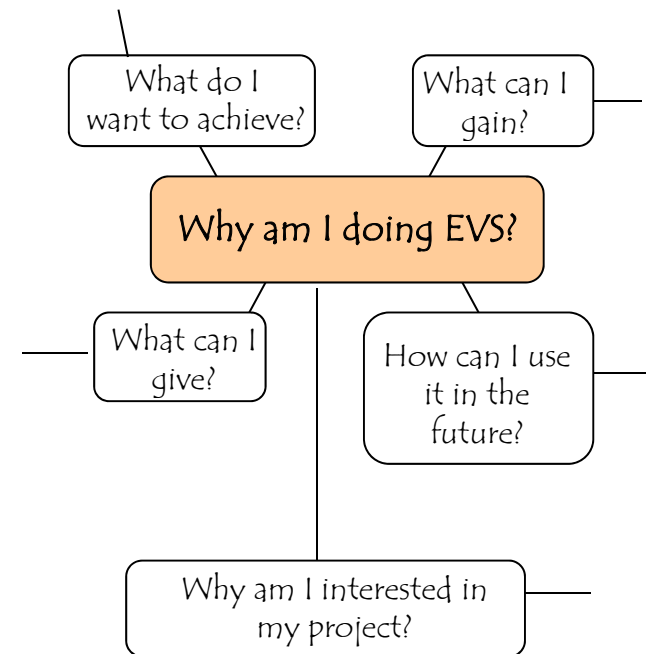 What do I
want to achieve?
What can I
gain?
Why am I doing EVS?
What can I
give?
How can I use
it in the
future?
Why am I interested in
my project?